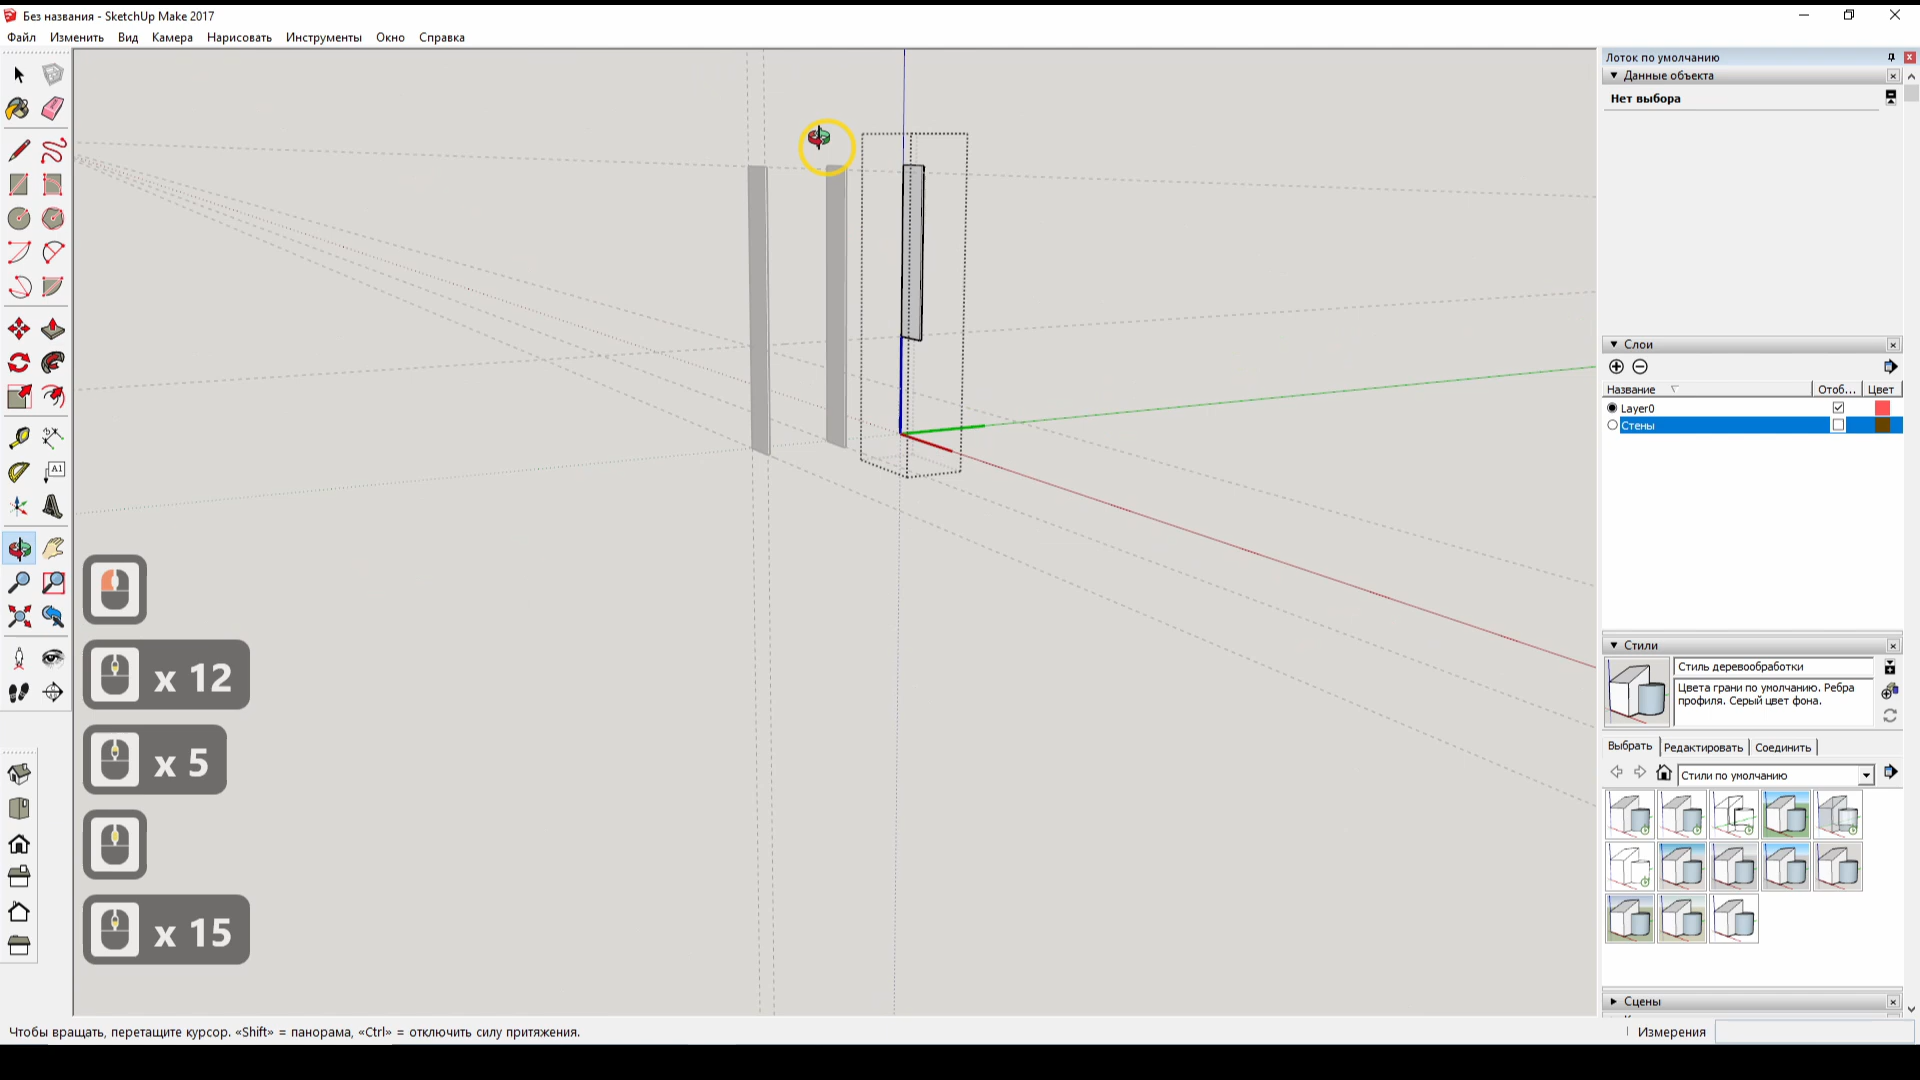 Без названия - SketchUp Make 2017
Файл Изменить Вид Камера Нарисовать Инструменты Окно Справка
Лоток по умолчанию
Данные объекта
Нет выбора
Слои
Название Отоб... Цвет
Layer0
Стены
A1
x 12
x 5
x 15
Стили
Стиль деревообработки
Цвета грани по умолчанию. Ребра
профиля. Серый цвет фона.
Выбрать Редактировать Соединить
Стили по умолчанию
Сцены
Чтобы вращать, перетащите курсор. «Shift» = панорама, «Ctrl» = отключить силу притяжения.
Измерения